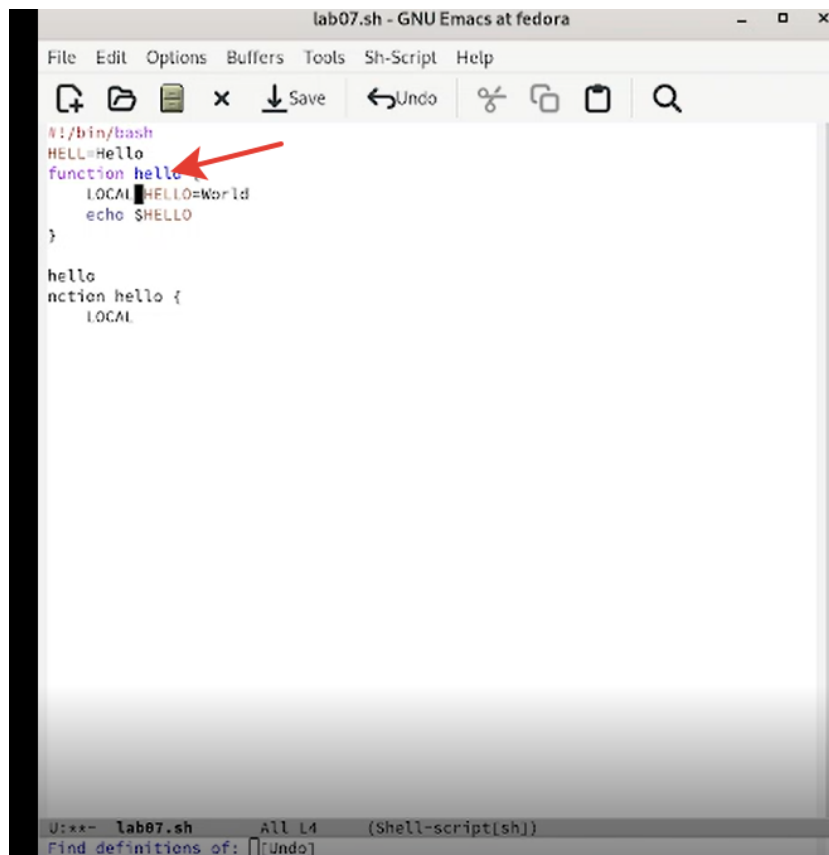 lab07.sh - GNU Emacs at fedora
File Edit Options Buffers Tools Sh-Script Help
Save Undo
#!/bin/bash
HELL=Hello
function hello {
LOCAL HELLO=World
echo $HELLO
}
hello
nction hello {
LOCAL
U:**- lab07.sh All L4 (Shell-script[sh])
Find definitions of: [Undo]